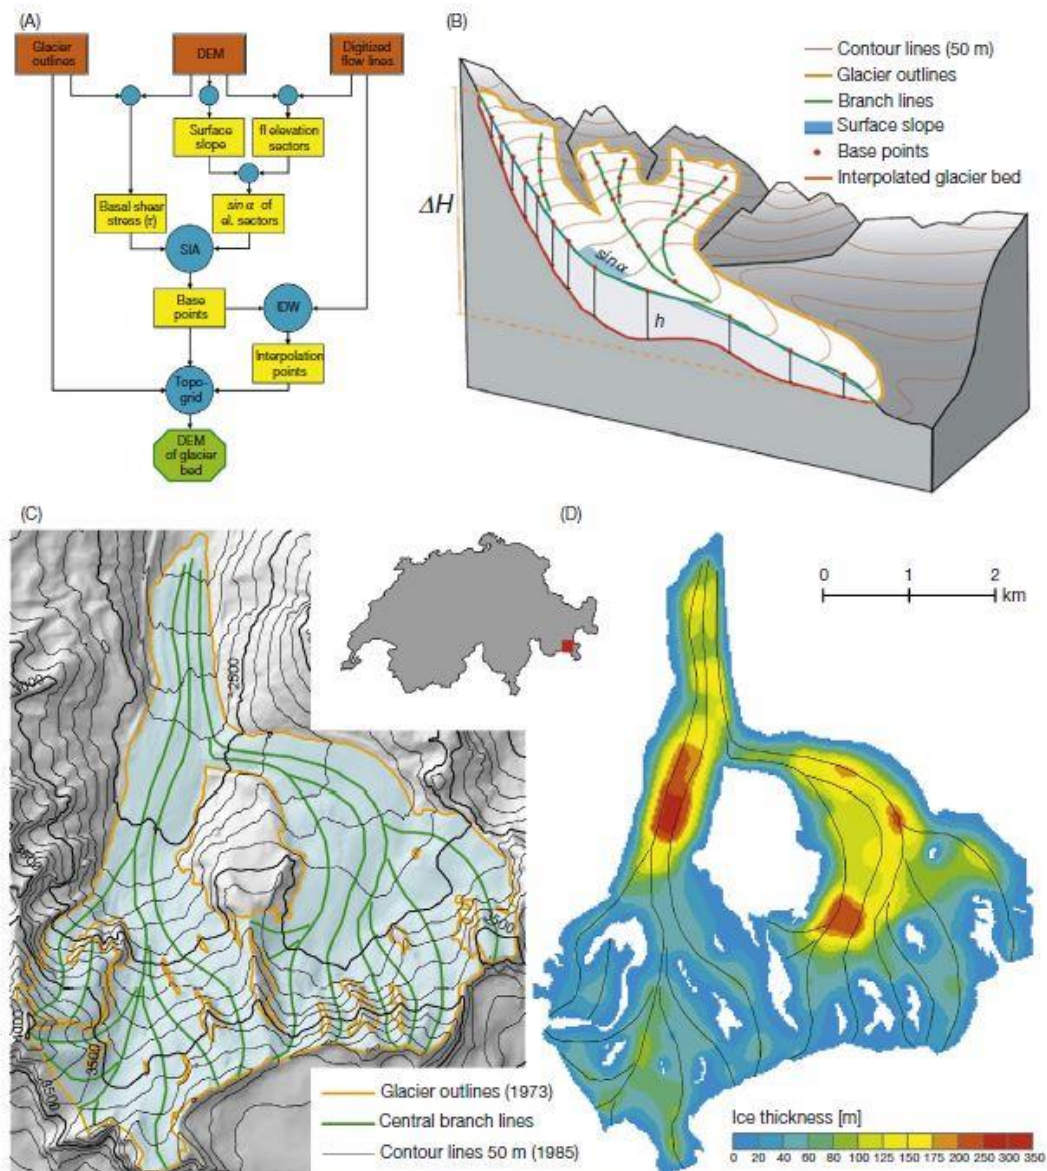 (A)
Glacier
outlines
DEM
Digitized
flow lines
Surface
slope
fl elevation
sectors
Basal shear
stress (τ)
sin α of
el. sectors
SIA
Base
points
IDW
Interpolation
points
Topo-
grid
DEM
of glacier
bed
(B)
Contour lines (50 m)
Glacier outlines
Branch lines
Surface slope
Base points
Interpolated glacier bed
ΔH
sin α
h
(C)
2500
3000
3500
3500
3500
Glacier outlines (1973)
Central branch lines
Contour lines 50 m (1985)
(D)
0 1 2
km
Ice thickness [m]
0 20 40 60 80 100 125 150 175 200 250 300 350